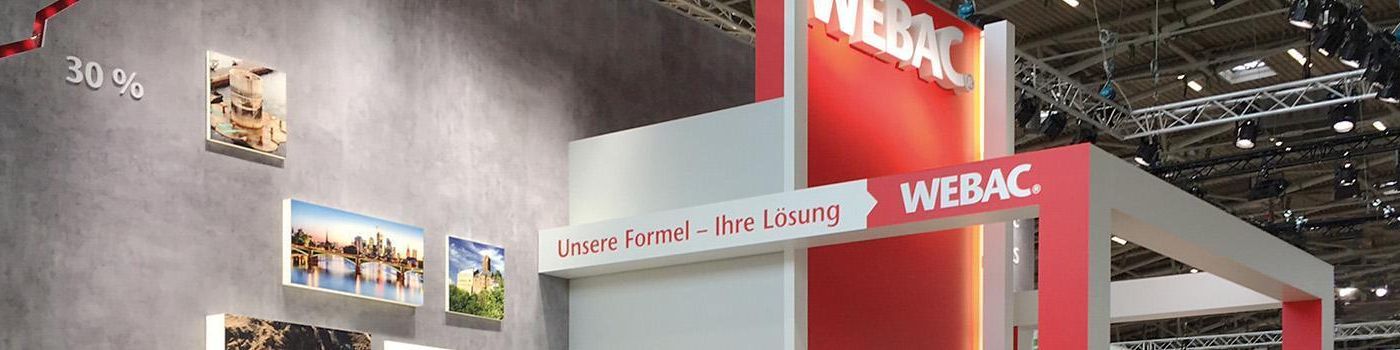 WEBAC®
30 %
Unsere Formel – Ihre Lösung
WEBAC®